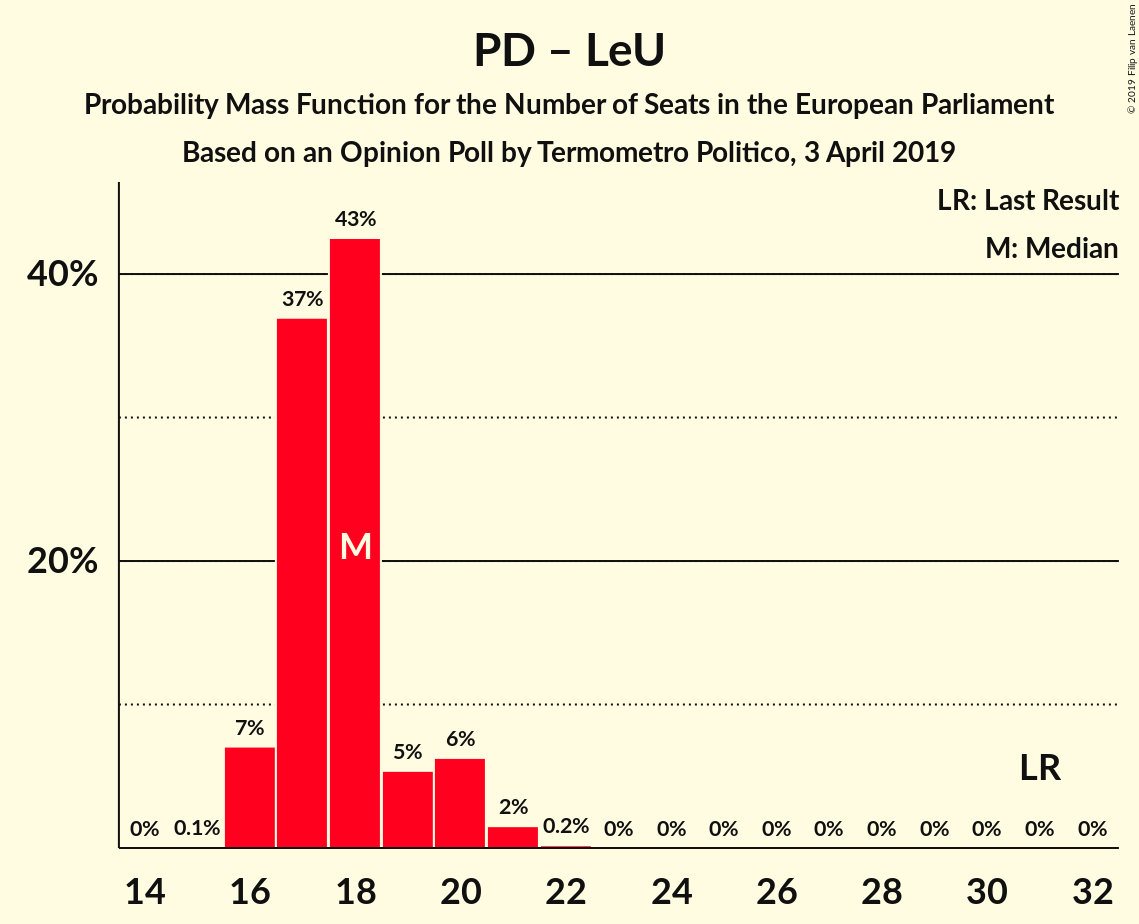 PD – LeU
Probability Mass Function for the Number of Seats in the European Parliament
Based on an Opinion Poll by Termometro Politico, 3 April 2019
© 2019 Filip van Laenen
LR: Last Result
M: Median
40%
20%
0%
0.1%
7%
37%
43%
M
5%
6%
2%
0.2%
0%
0%
0%
0%
0%
0%
0%
0%
LR
0%
0%
14 16 18 20 22 24 26 28 30 32